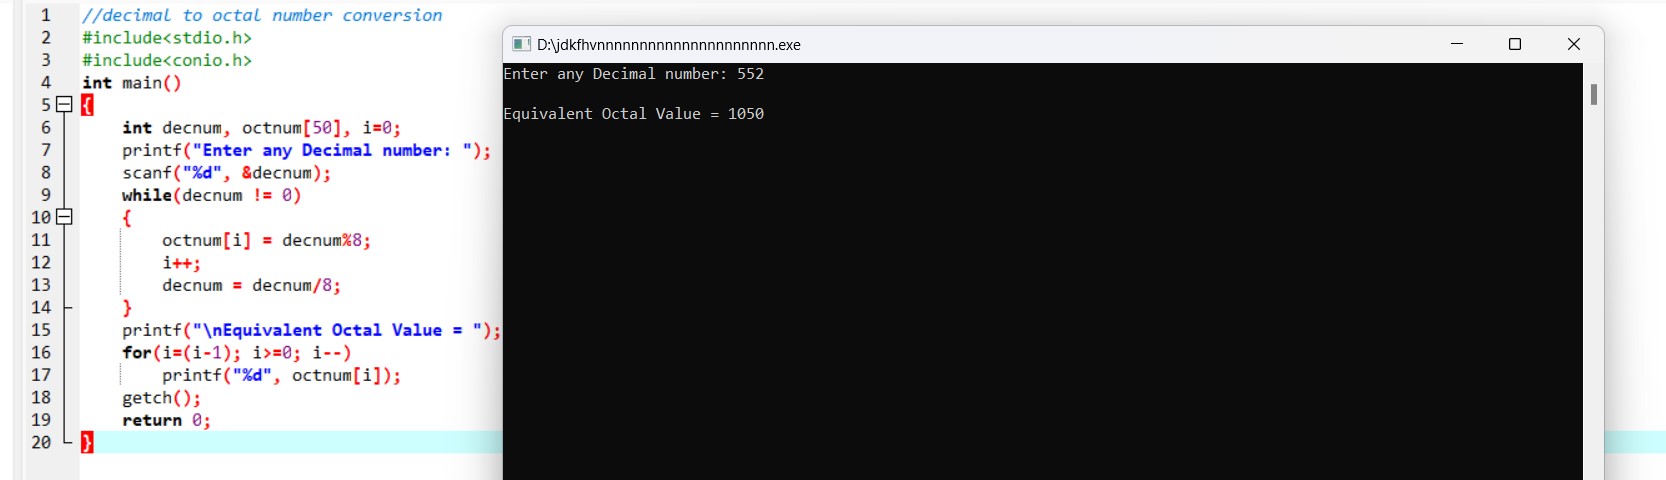 1 //decimal to octal number conversion
2 #include<stdio.h>
3 #include<conio.h>
4 int main()
5 {
6 int decnum, octnum[50], i=0;
7 printf("Enter any Decimal number: ");
8 scanf("%d", &decnum);
9 while(decnum != 0)
10 {
11 octnum[i] = decnum%8;
12 i++;
13 decnum = decnum/8;
14 }
15 printf("\nEquivalent Octal Value = ");
16 for(i=(i-1); i>=0; i--)
17 printf("%d", octnum[i]);
18 getch();
19 return 0;
20 }
D:\jdkfhvnnnnnnnnnnnnnnnnnnnnn.exe
Enter any Decimal number: 552
Equivalent Octal Value = 1050